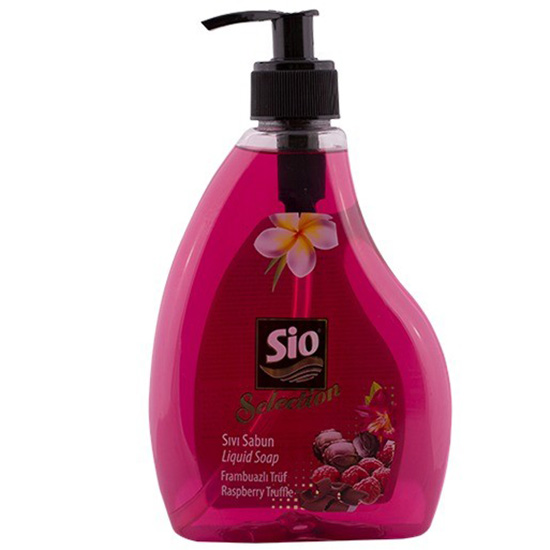 Sio®
Selection
Sıvı Sabun
Liquid Soap
Frambuazlı Trüf
Raspberry Truffle